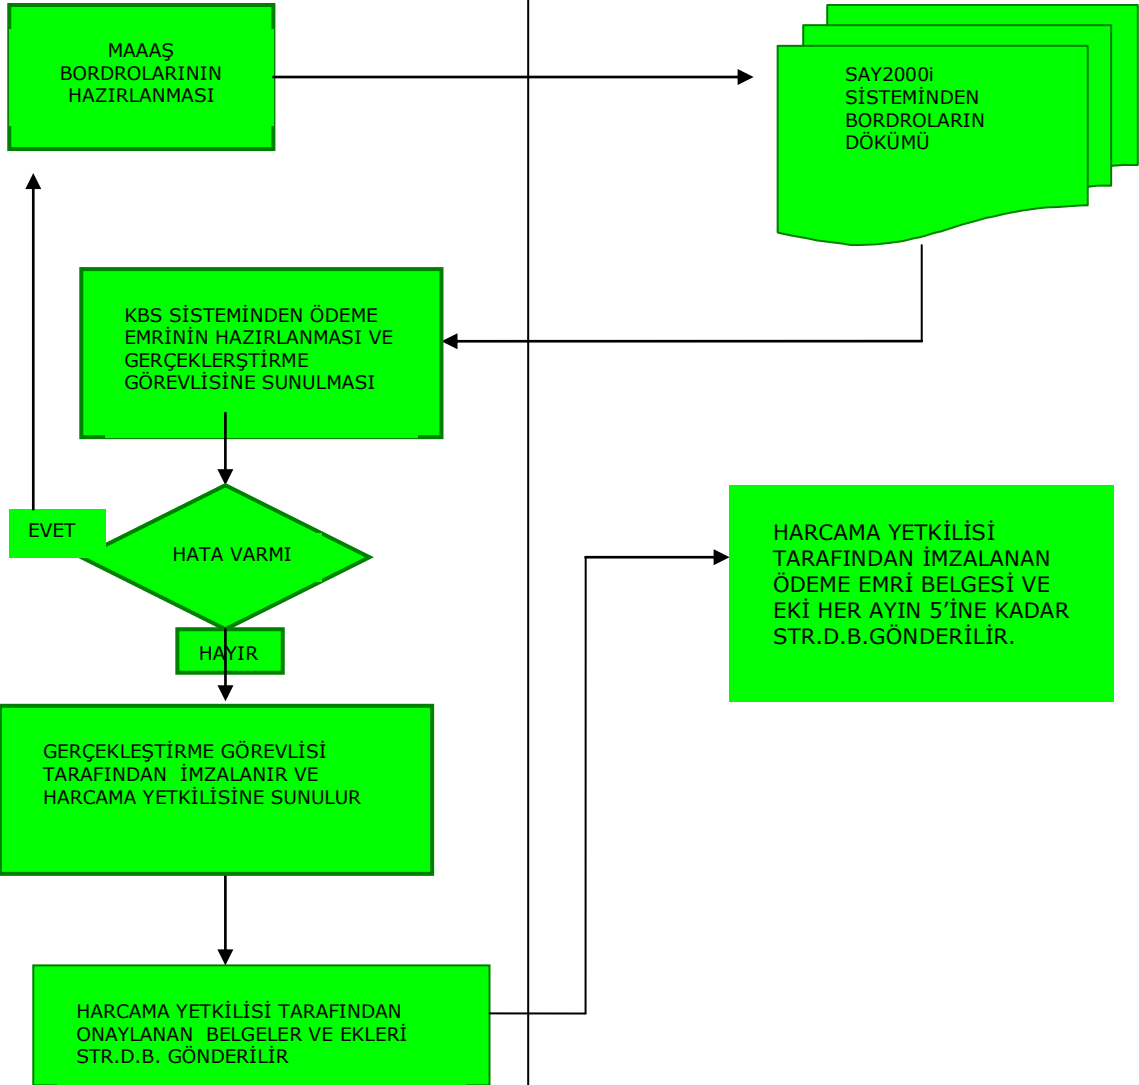 MAAAŞ
BORDROLARININ
HAZIRLANMASI
SAY2000i
SİSTEMİNDEN
BORDROLARIN
DÖKÜMÜ
KBS SİSTEMİNDEN ÖDEME
EMRİNİN HAZIRLANMASI VE
GERÇEKLERŞTİRME
GÖREVLİSİNE SUNULMASI
EVET
HATA VARMI
HAYIR
HARCAMA YETKİLİSİ
TARAFINDAN İMZALANAN
ÖDEME EMRİ BELGESİ VE
EKİ HER AYIN 5’İNE KADAR
STR.D.B.GÖNDERİLİR.
GERÇEKLEŞTİRME GÖREVLİSİ
TARAFINDAN İMZALANIR VE
HARCAMA YETKİLİSİNE SUNULUR
HARCAMA YETKİLİSİ TARAFINDAN
ONAYLANAN BELGELER VE EKLERİ
STR.D.B. GÖNDERİLİR